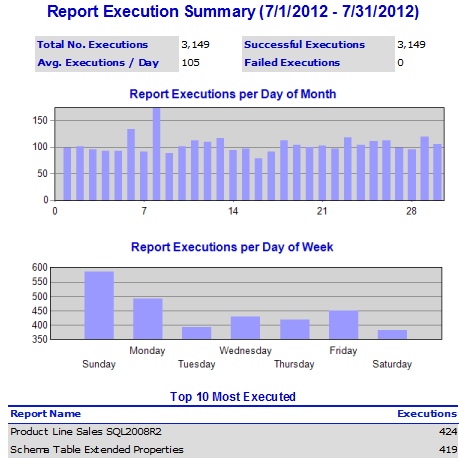 Report Execution Summary (7/1/2012 - 7/31/2012)
Total No. Executions 3,149 Successful Executions 3,149
Avg. Executions / Day 105 Failed Executions 0
Report Executions per Day of Month
150
100
50
0
0 7 14 21 28
Report Executions per Day of Week
600
550
500
450
400
350
Monday Wednesday Friday
Sunday Tuesday Thursday Saturday
Top 10 Most Executed
Report Name Executions
Product Line Sales SQL2008R2 424
Schema Table Extended Properties 419